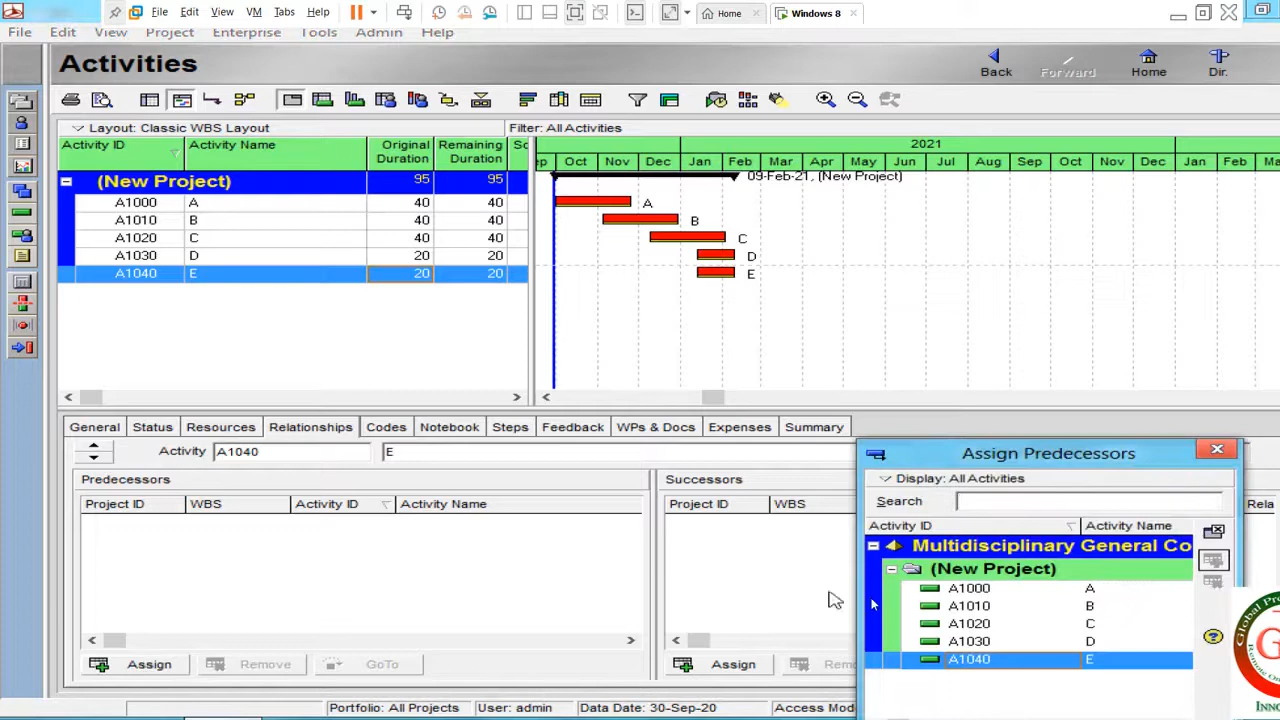 File Edit View VM Tabs Help Home Windows 8
File Edit View Project Enterprise Tools Admin Help
Activities
Back Forward Home Dir.
Layout: Classic WBS Layout Filter: All Activities
Activity ID Activity Name Original Duration Remaining Duration
2021
Oct Nov Dec Jan Feb Mar Apr May Jun Jul Aug Sep Oct Nov Dec Jan Feb
(New Project) 95 95 09-Feb-21, (New Project)
A1000 A 40 40 A
A1010 B 40 40 B
A1020 C 40 40 C
A1030 D 20 20 D
A1040 E 20 20 E
General Status Resources Relationships Codes Notebook Steps Feedback WPs & Docs Expenses Summary
Activity A1040 E
Predecessors Successors
Project ID WBS Activity ID Activity Name Project ID WBS
Assign Remove GoTo Assign
Assign Predecessors
Display: All Activities
Search
Activity ID Activity Name
Multidisciplinary General Co
(New Project)
A1000 A
A1010 B
A1020 C
A1030 D
A1040 E
Portfolio: All Projects User: admin Data Date: 30-Sep-20 Access Mod